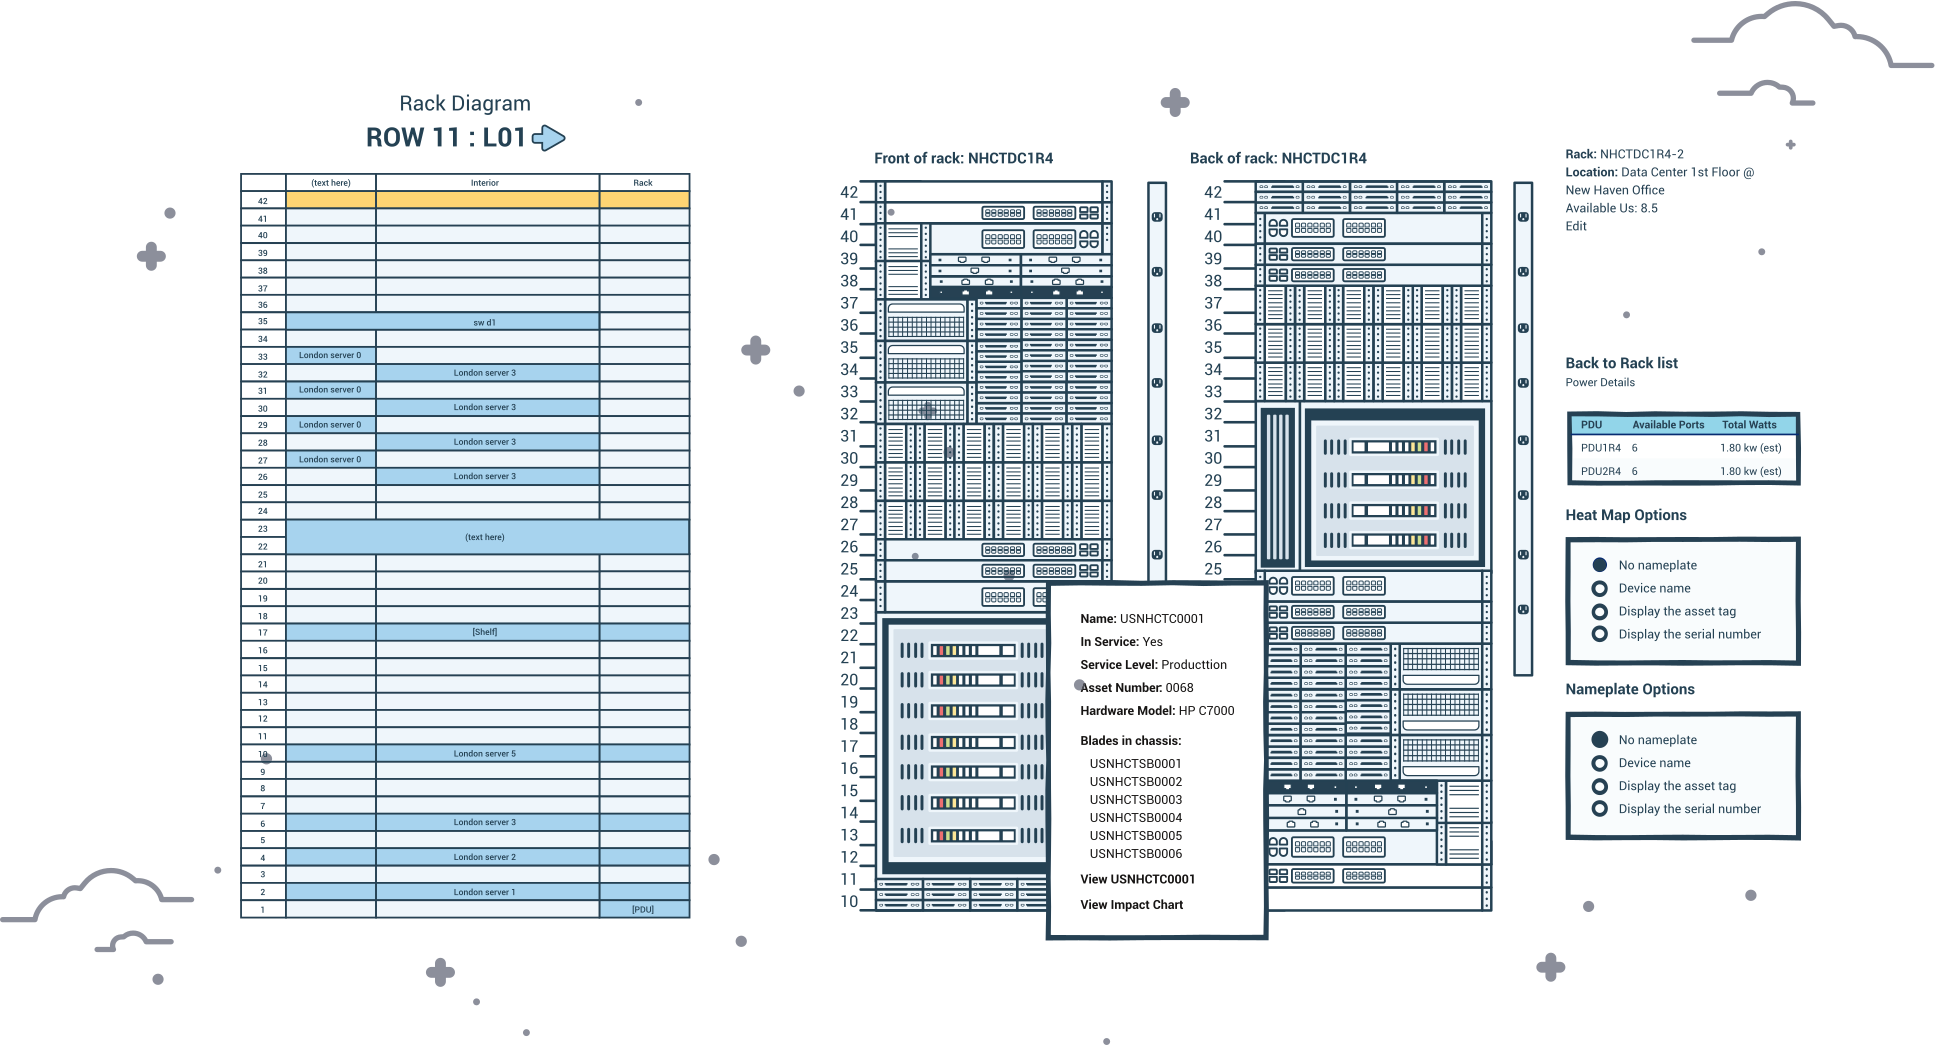 Rack Diagram
ROW 11 : L01
(text here) Interior Rack
42
41
40
39
38
37
36
35 sw d1
34
33 London server 0
32 London server 3
31 London server 0
30 London server 3
29 London server 0
28 London server 3
27 London server 0
26 London server 3
25
24
23
(text here)
22
21
20
19
18
17 [Shelf]
16
15
14
13
12
11
10 London server 5
9
8
7
6 London server 3
5
4 London server 2
3
2 London server 1
1 [PDU]
Front of rack: NHCTDC1R4
42
41
40
39
38
37
36
35
34
33
32
31
30
29
28
27
26
25
24
23
22
21
20
19
18
17
16
15
14
13
12
11
10
Back of rack: NHCTDC1R4
42
41
40
39
38
37
36
35
34
33
32
31
30
29
28
27
26
25
Name: USNHCTC0001
In Service: Yes
Service Level: Producttion
Asset Number: 0068
Hardware Model: HP C7000
Blades in chassis:
USNHCTSB0001
USNHCTSB0002
USNHCTSB0003
USNHCTSB0004
USNHCTSB0005
USNHCTSB0006
View USNHCTC0001
View Impact Chart
Rack: NHCTDC1R4-2
Location: Data Center 1st Floor @
New Haven Office
Available Us: 8.5
Edit
Back to Rack list
Power Details
PDU Available Ports Total Watts
PDU1R4 6 1.80 kw (est)
PDU2R4 6 1.80 kw (est)
Heat Map Options
No nameplate
Device name
Display the asset tag
Display the serial number
Nameplate Options
No nameplate
Device name
Display the asset tag
Display the serial number